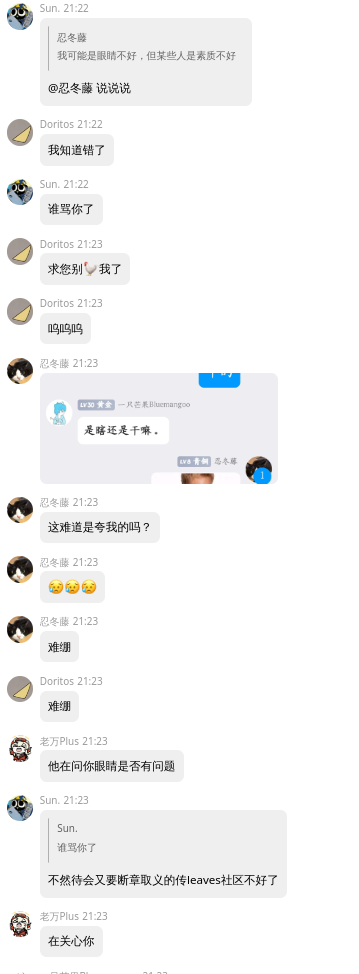 Sun. 21:22
忍冬藤
我可能是眼睛不好，但某些人是素质不好
@忍冬藤 说说说
Doritos 21:22
我知道错了
Sun. 21:22
谁骂你了
Doritos 21:23
求您别🐓我了
Doritos 21:23
呜呜呜
忍冬藤 21:23
LV30 黄金 一只芒果Bluemangoo
是瞎还是干嘛。
LV8 青铜 忍冬藤
1
忍冬藤 21:23
这难道是夸我的吗？
忍冬藤 21:23
😥😥😥
忍冬藤 21:23
难绷
Doritos 21:23
难绷
老万Plus 21:23
他在问你眼睛是否有问题
Sun. 21:23
Sun.
谁骂你了
不然待会又要断章取义的传leaves社区不好了
老万Plus 21:23
在关心你